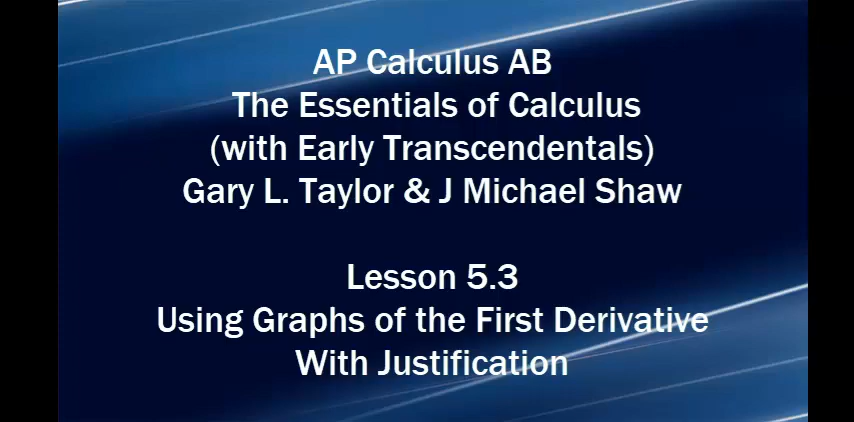 AP Calculus AB
The Essentials of Calculus
(with Early Transcendentals)
Gary L. Taylor & J Michael Shaw
Lesson 5.3
Using Graphs of the First Derivative
With Justification